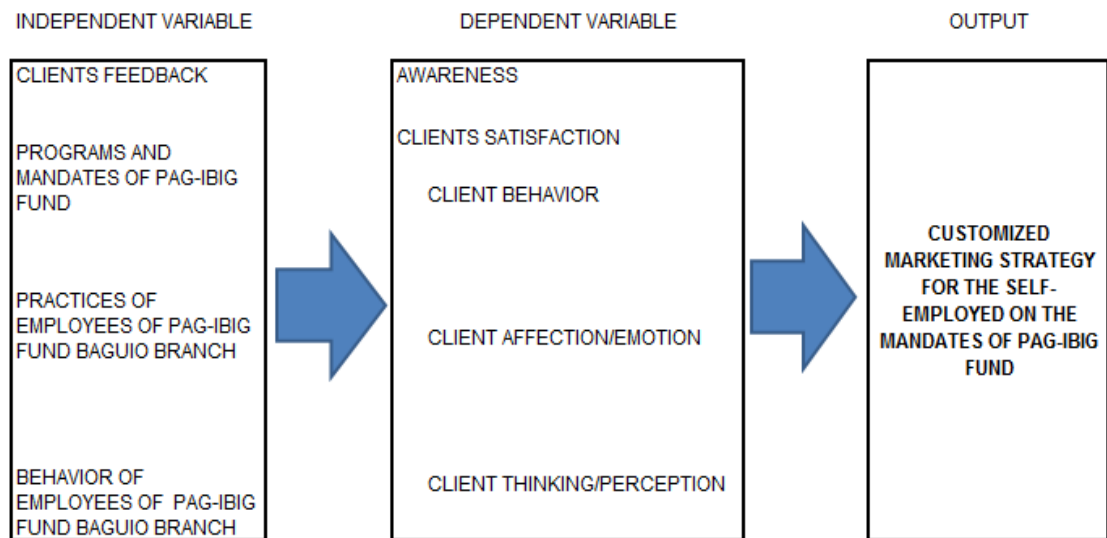 INDEPENDENT VARIABLE
DEPENDENT VARIABLE
OUTPUT
CLIENTS FEEDBACK
PROGRAMS AND
MANDATES OF PAG-IBIG
FUND
PRACTICES OF
EMPLOYEES OF PAG-IBIG
FUND BAGUIO BRANCH
BEHAVIOR OF
EMPLOYEES OF PAG-IBIG
FUND BAGUIO BRANCH
AWARENESS
CLIENTS SATISFACTION
CLIENT BEHAVIOR
CLIENT AFFECTION/EMOTION
CLIENT THINKING/PERCEPTION
CUSTOMIZED
MARKETING STRATEGY
FOR THE SELF-
EMPLOYED ON THE
MANDATES OF PAG-IBIG
FUND